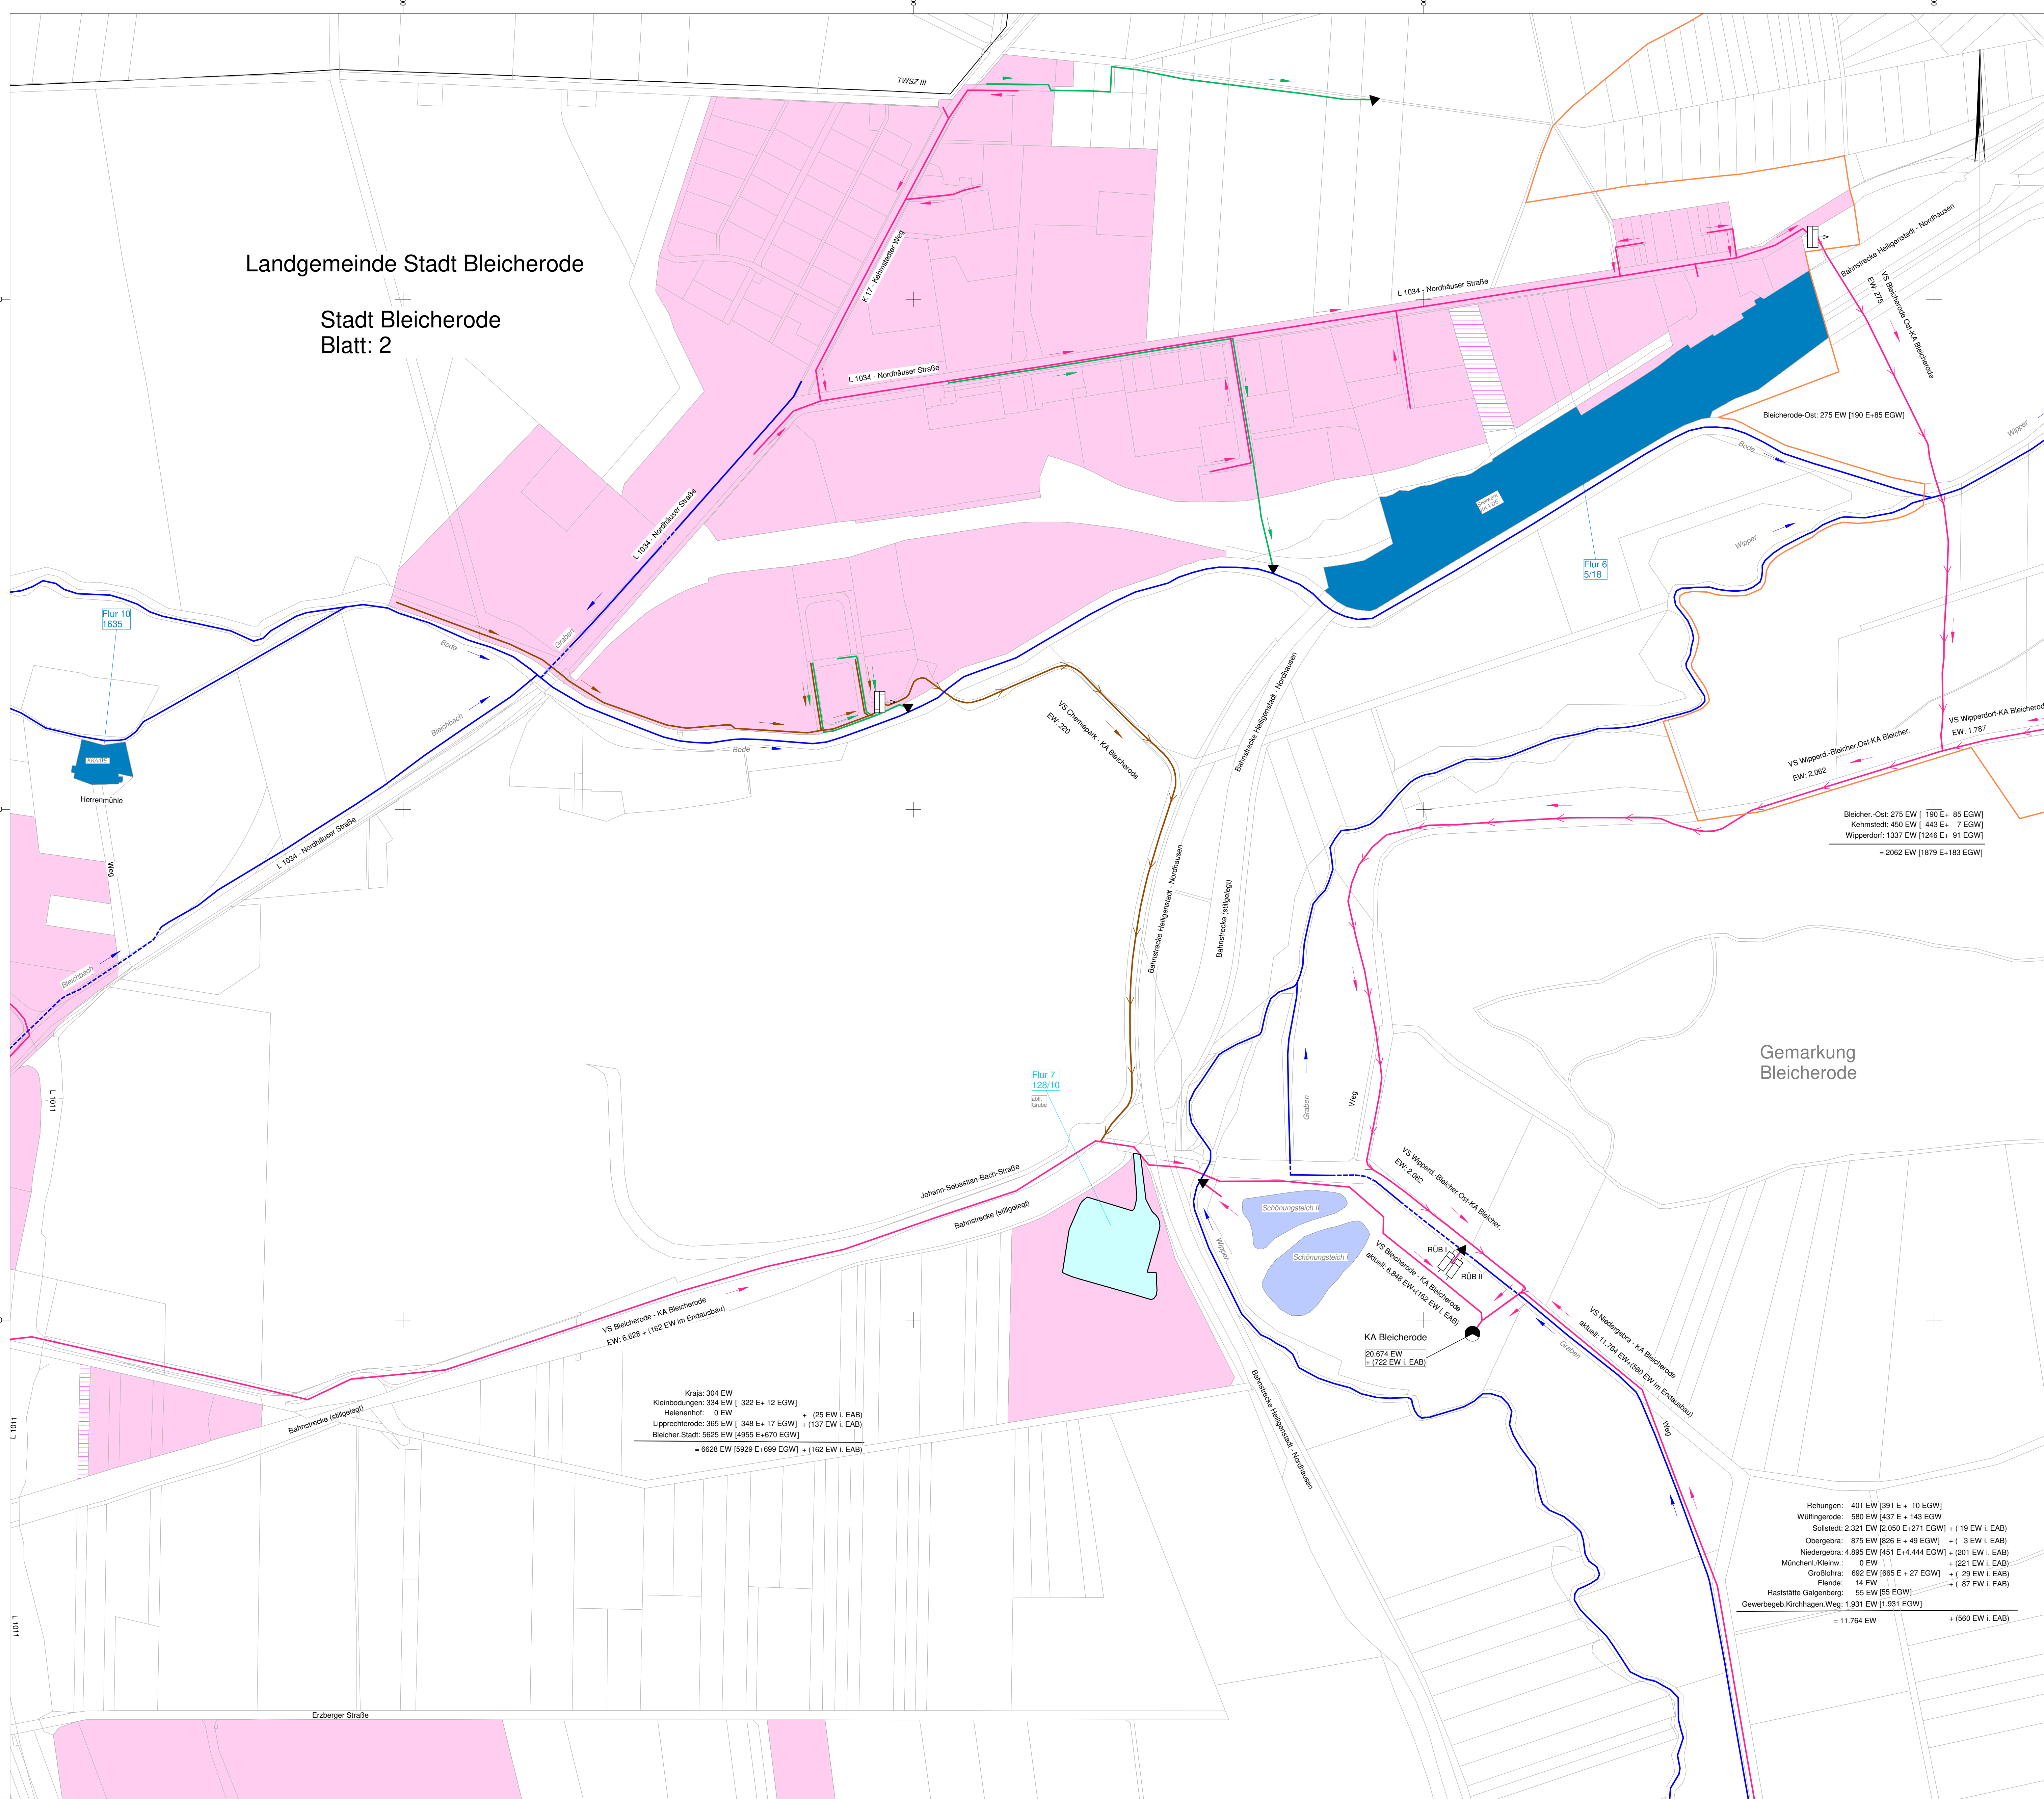 TWSZ III
Landgemeinde Stadt Bleicherode
Stadt Bleicherode
Blatt: 2
K 17 - Kehmstedter Weg
L 1034 - Nordhäuser Straße
L 1034 - Nordhäuser Straße
L 1034 - Nordhäuser Straße
Bahnstrecke Heiligenstadt - Nordhausen
VS Bleicherode Ost-KA Bleicherode
EW: 275
Bleicherode-Ost: 275 EW [190 E+85 EGW]
Bode
Wipper
Wipper
Flur 6
5/18
KKA:DE
Flur 10
1635
KKA:DE
Herrenmühle
Bode
Graben
Bleichbach
Bode
L 1034 - Nordhäuser Straße
Weg
Bleichbach
L 1011
VS Chemiepark - KA Bleicherode
EW: 220
Bahnstrecke Heiligenstadt - Nordhausen
Bahnstrecke Heiligenstadt - Nordhausen
Bahnstrecke (stillgelegt)
VS Wipperdorf-KA Bleicherod
EW: 1.787
VS Wipperd.-Bleicher.Ost-KA Bleicher.
EW: 2.062
Bleicher.-Ost: 275 EW [ 190 E+ 85 EGW]
Kehmstedt: 450 EW [ 443 E+ 7 EGW]
Wipperdorf: 1337 EW [1246 E+ 91 EGW]
= 2062 EW [1879 E+183 EGW]
Gemarkung
Bleicherode
Flur 7
128/10
abfl.
Grube
Graben
Weg
Johann-Sebastian-Bach-Straße
Bahnstrecke (stillgelegt)
VS Wipperd.-Bleicher.Ost-KA Bleicher.
EW: 2.062
Schönungsteich II
Schönungsteich I
Wipper
RÜB I
RÜB II
VS Bleicherode - KA Bleicherode
aktuell: 6.848 EW+(162 EW i. EAB)
KA Bleicherode
20.674 EW
+ (722 EW i. EAB)
VS Niedergebra - KA Bleicherode
aktuell: 11.764 EW+(560 EW im Endausbau)
Graben
Weg
VS Bleicherode - KA Bleicherode
EW: 6.628 + (162 EW im Endausbau)
Bahnstrecke (stillgelegt)
L 1011
Kraja: 304 EW
Kleinbodungen: 334 EW [ 322 E+ 12 EGW]
Helenenhof: 0 EW + (25 EW i. EAB)
Lipprechterode: 365 EW [ 348 E+ 17 EGW] + (137 EW i. EAB)
Bleicher.Stadt: 5625 EW [4955 E+670 EGW]
= 6628 EW [5929 E+699 EGW] + (162 EW i. EAB)
Bahnstrecke Heiligenstadt - Nordhausen
Rehungen: 401 EW [391 E + 10 EGW]
Wülfingerode: 580 EW [437 E + 143 EGW
Sollstedt: 2.321 EW [2.050 E+271 EGW] + ( 19 EW i. EAB)
Obergebra: 875 EW [826 E + 49 EGW] + ( 3 EW i. EAB)
Niedergebra: 4.895 EW [451 E+4.444 EGW] + (201 EW i. EAB)
Münchenl./Kleinw.: 0 EW + (221 EW i. EAB)
Großlohra: 692 EW [665 E + 27 EGW] + ( 29 EW i. EAB)
Elende: 14 EW + ( 87 EW i. EAB)
Raststätte Galgenberg: 55 EW [55 EGW]
Gewerbegeb.Kirchhagen.Weg: 1.931 EW [1.931 EGW]
= 11.764 EW + (560 EW i. EAB)
L 1011
Erzberger Straße